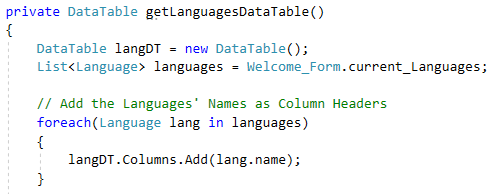 private DataTable getLanguagesDataTable()
{
DataTable langDT = new DataTable();
List<Language> languages = Welcome_Form.current_Languages;
// Add the Languages' Names as Column Headers
foreach(Language lang in languages)
{
langDT.Columns.Add(lang.name);
}